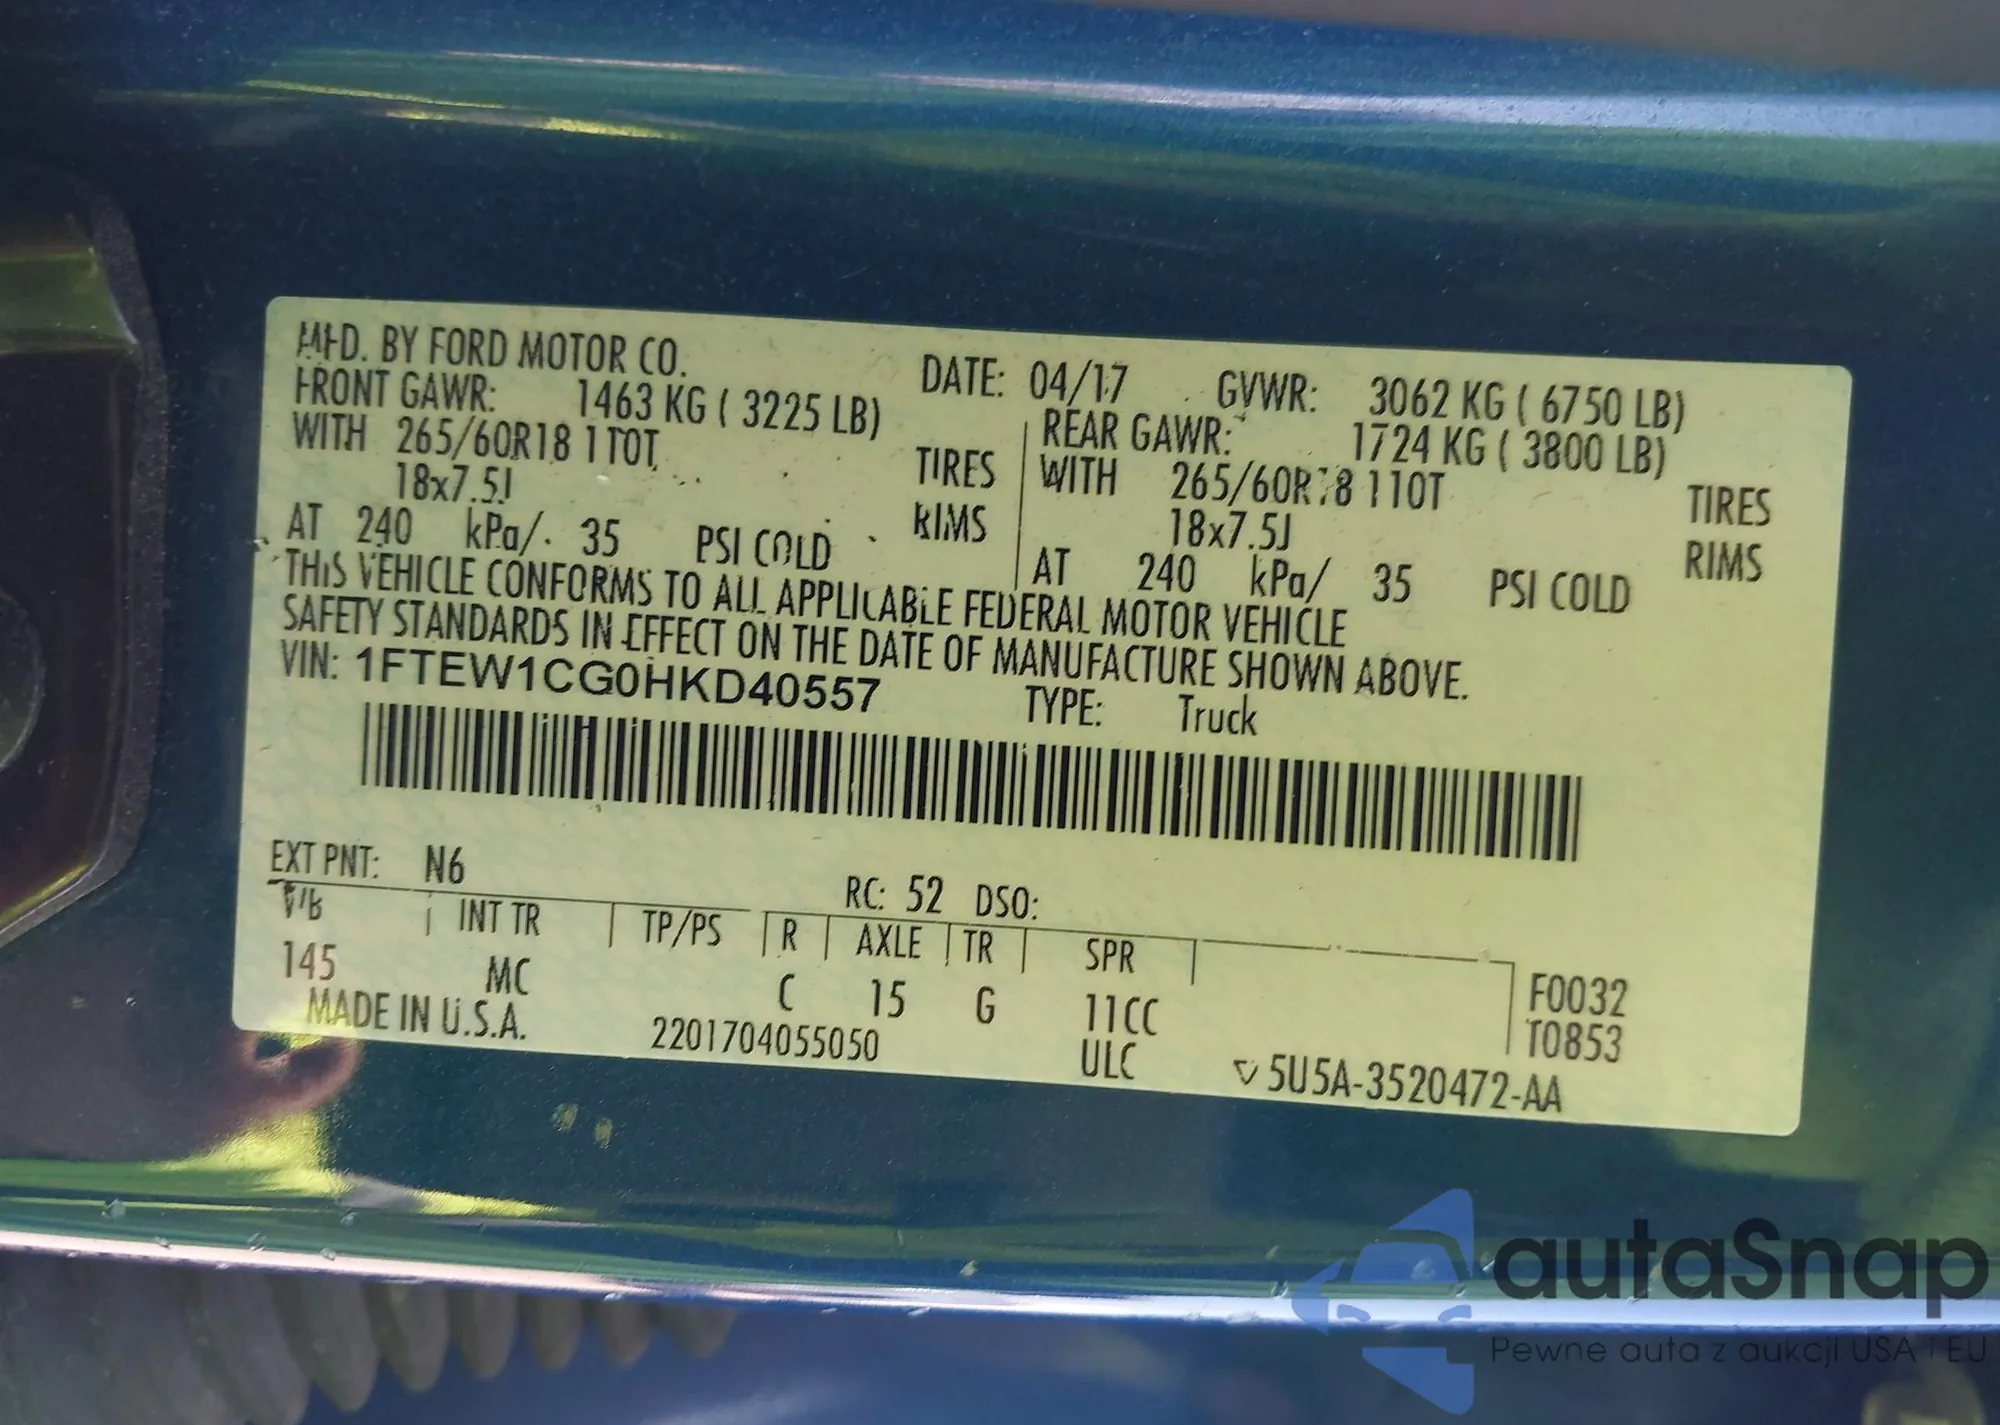 MFD. BY FORD MOTOR CO. DATE: 04/17 GVWR: 3062 KG ( 6750 LB)
FRONT GAWR: 1463 KG ( 3225 LB) REAR GAWR: 1724 KG ( 3800 LB)
WITH 265/60R18 110T TIRES WITH 265/60R18 110T TIRES
18x7.5J RIMS 18x7.5J RIMS
AT 240 kPa/ 35 PSI COLD AT 240 kPa/ 35 PSI COLD
THIS VEHICLE CONFORMS TO ALL APPLICABLE FEDERAL MOTOR VEHICLE
SAFETY STANDARDS IN EFFECT ON THE DATE OF MANUFACTURE SHOWN ABOVE.
VIN: 1FTEW1CG0HKD40557 TYPE: Truck
EXT PNT: N6 RC: 52 DSO:
WB INT TR TP/PS R AXLE TR SPR
145 MC C 15 G 11CC F0032
MADE IN U.S.A. 2201704055050 ULC T0853
5U5A-3520472-AA
autaSnap
Pewne auta z aukcji USA i EU